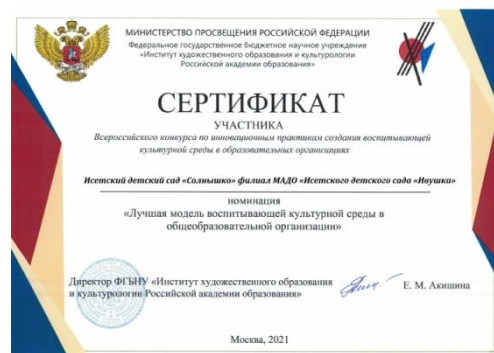 МИНИСТЕРСТВО ПРОСВЕЩЕНИЯ РОССИЙСКОЙ ФЕДЕРАЦИИ
Федеральное государственное бюджетное научное учреждение
«Институт художественного образования и культурологии
Российской академии образования»
СЕРТИФИКАТ
УЧАСТНИКА
Всероссийского конкурса по инновационным практикам создания воспитывающей
культурной среды в образовательных организациях
Исетский детский сад «Солнышко» филиал МАДО «Исетского детского сада «Ивушка»
номинация
«Лучшая модель воспитывающей культурной среды в
общеобразовательной организации»
Директор ФГБНУ «Институт художественного образования
и культурологии Российской академии образования»
Е. М. Акишина
Москва, 2021